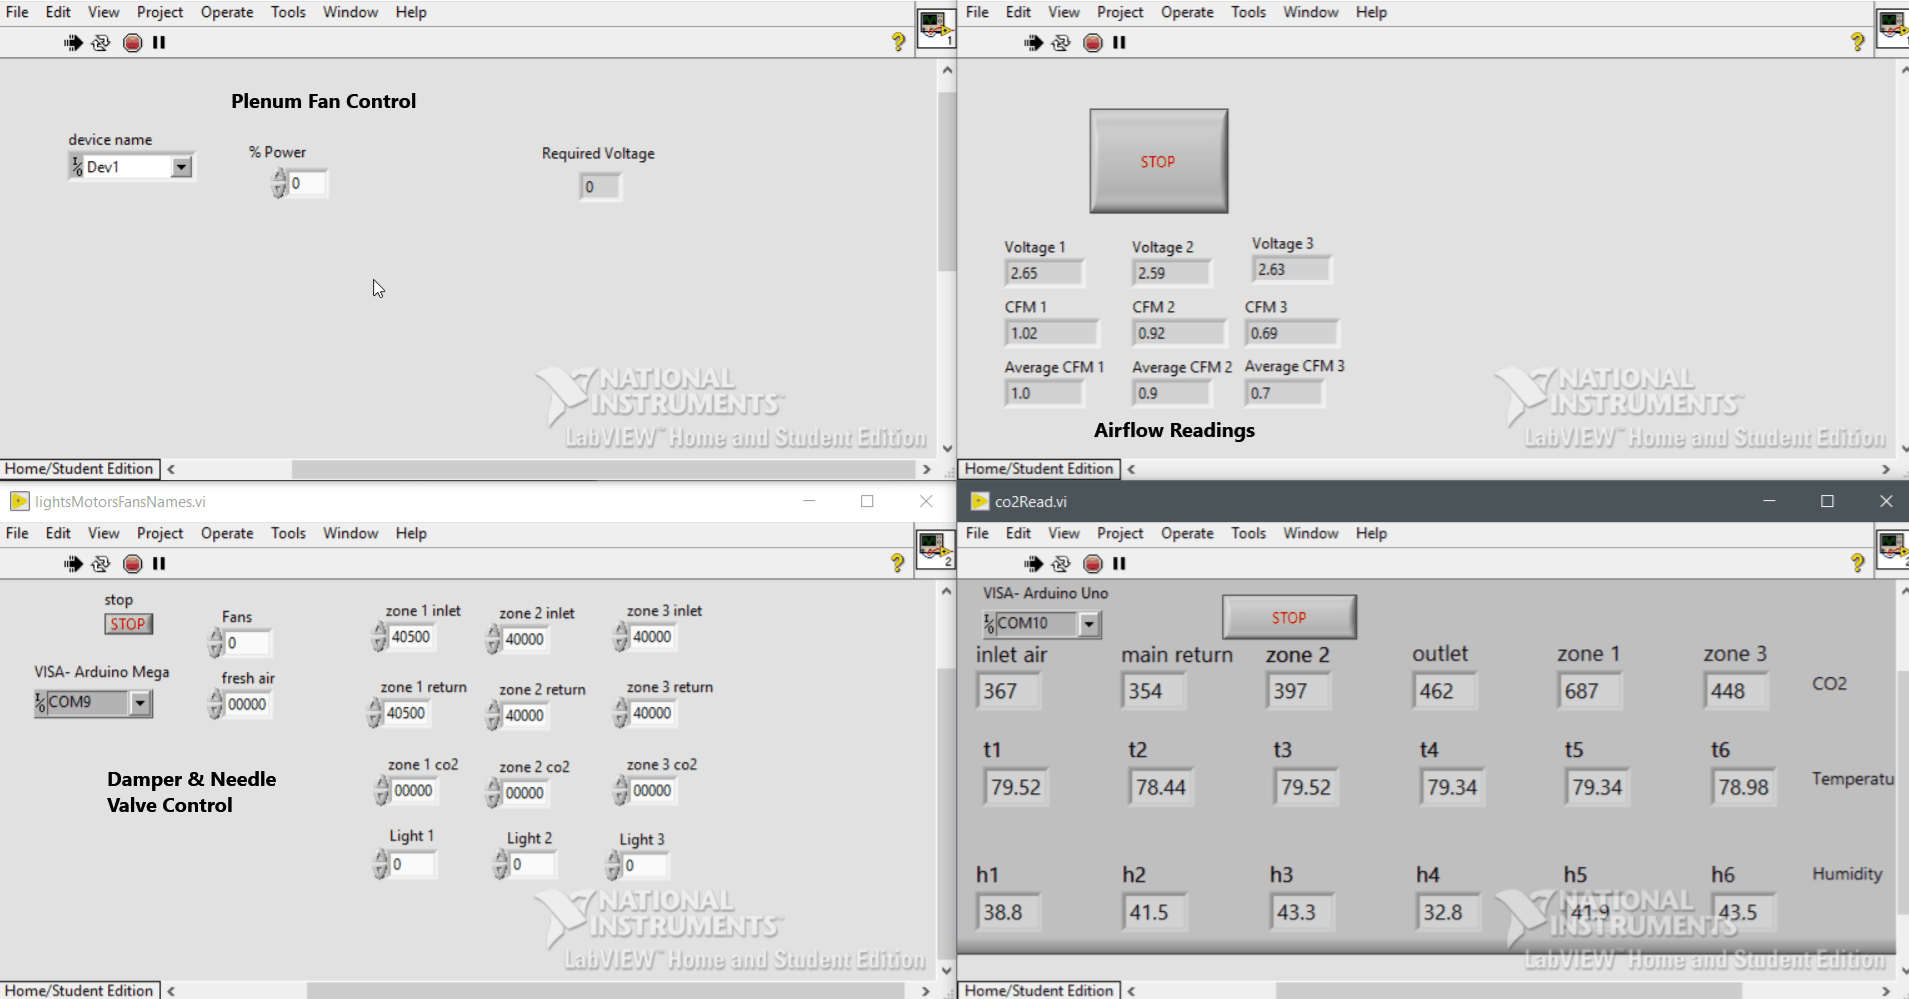 File Edit View Project Operate Tools Window Help
1
Plenum Fan Control
device name
Dev1
% Power
0
Required Voltage
0
NATIONAL
INSTRUMENTS
LabVIEW™ Home and Student Edition
Home/Student Edition
File Edit View Project Operate Tools Window Help
STOP
Voltage 1 Voltage 2 Voltage 3
2.65 2.59 2.63
CFM 1 CFM 2 CFM 3
1.02 0.92 0.69
Average CFM 1 Average CFM 2 Average CFM 3
1.0 0.9 0.7
Airflow Readings
NATIONAL
INSTRUMENTS
LabVIEW™ Home and Student Edition
Home/Student Edition
lightsMotorsFansNames.vi
File Edit View Project Operate Tools Window Help
2
stop
STOP
Fans
0
VISA- Arduino Mega
COM9
fresh air
00000
zone 1 inlet zone 2 inlet zone 3 inlet
40500 40000 40000
zone 1 return zone 2 return zone 3 return
40500 40000 40000
zone 1 co2 zone 2 co2 zone 3 co2
00000 00000 00000
Damper & Needle
Valve Control
Light 1 Light 2 Light 3
0 0 0
NATIONAL
INSTRUMENTS
LabVIEW™ Home and Student Edition
Home/Student Edition
co2Read.vi
File Edit View Project Operate Tools Window Help
VISA- Arduino Uno
COM10
STOP
inlet air main return zone 2 outlet zone 1 zone 3
367 354 397 462 687 448 CO2
t1 t2 t3 t4 t5 t6
79.52 78.44 79.52 79.34 79.34 78.98 Temperatu
h1 h2 h3 h4 h5 h6 Humidity
38.8 41.5 43.3 32.8 41.9 43.5
NATIONAL
INSTRUMENTS
LabVIEW™ Home and Student Edition
Home/Student Edition